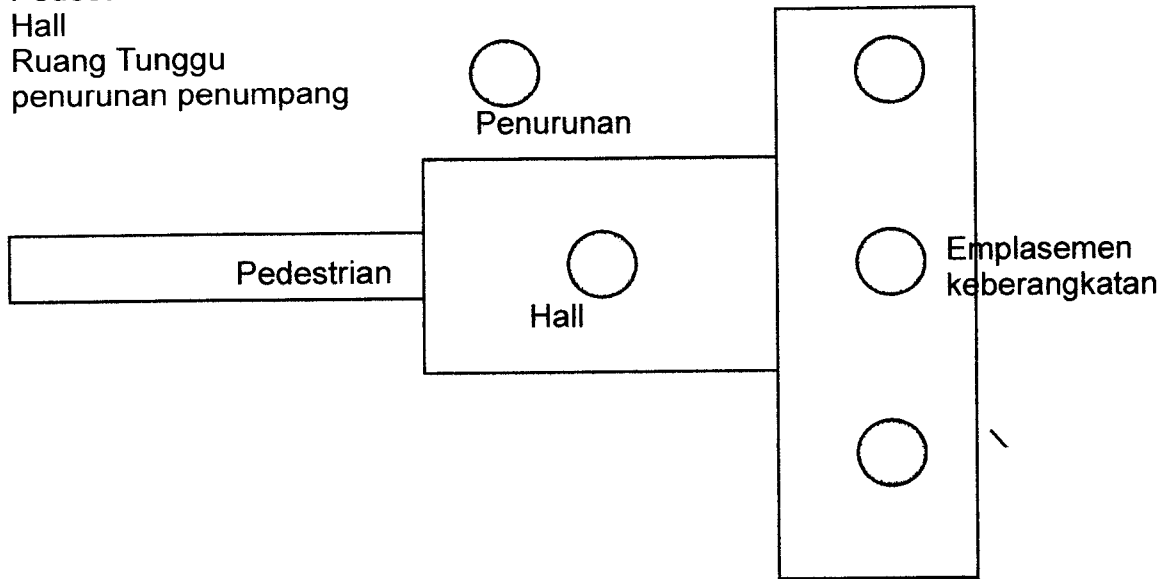 Hall
Ruang Tunggu
penurunan penumpang
Penurunan
Pedestrian
Hall
Emplasemen
keberangkatan